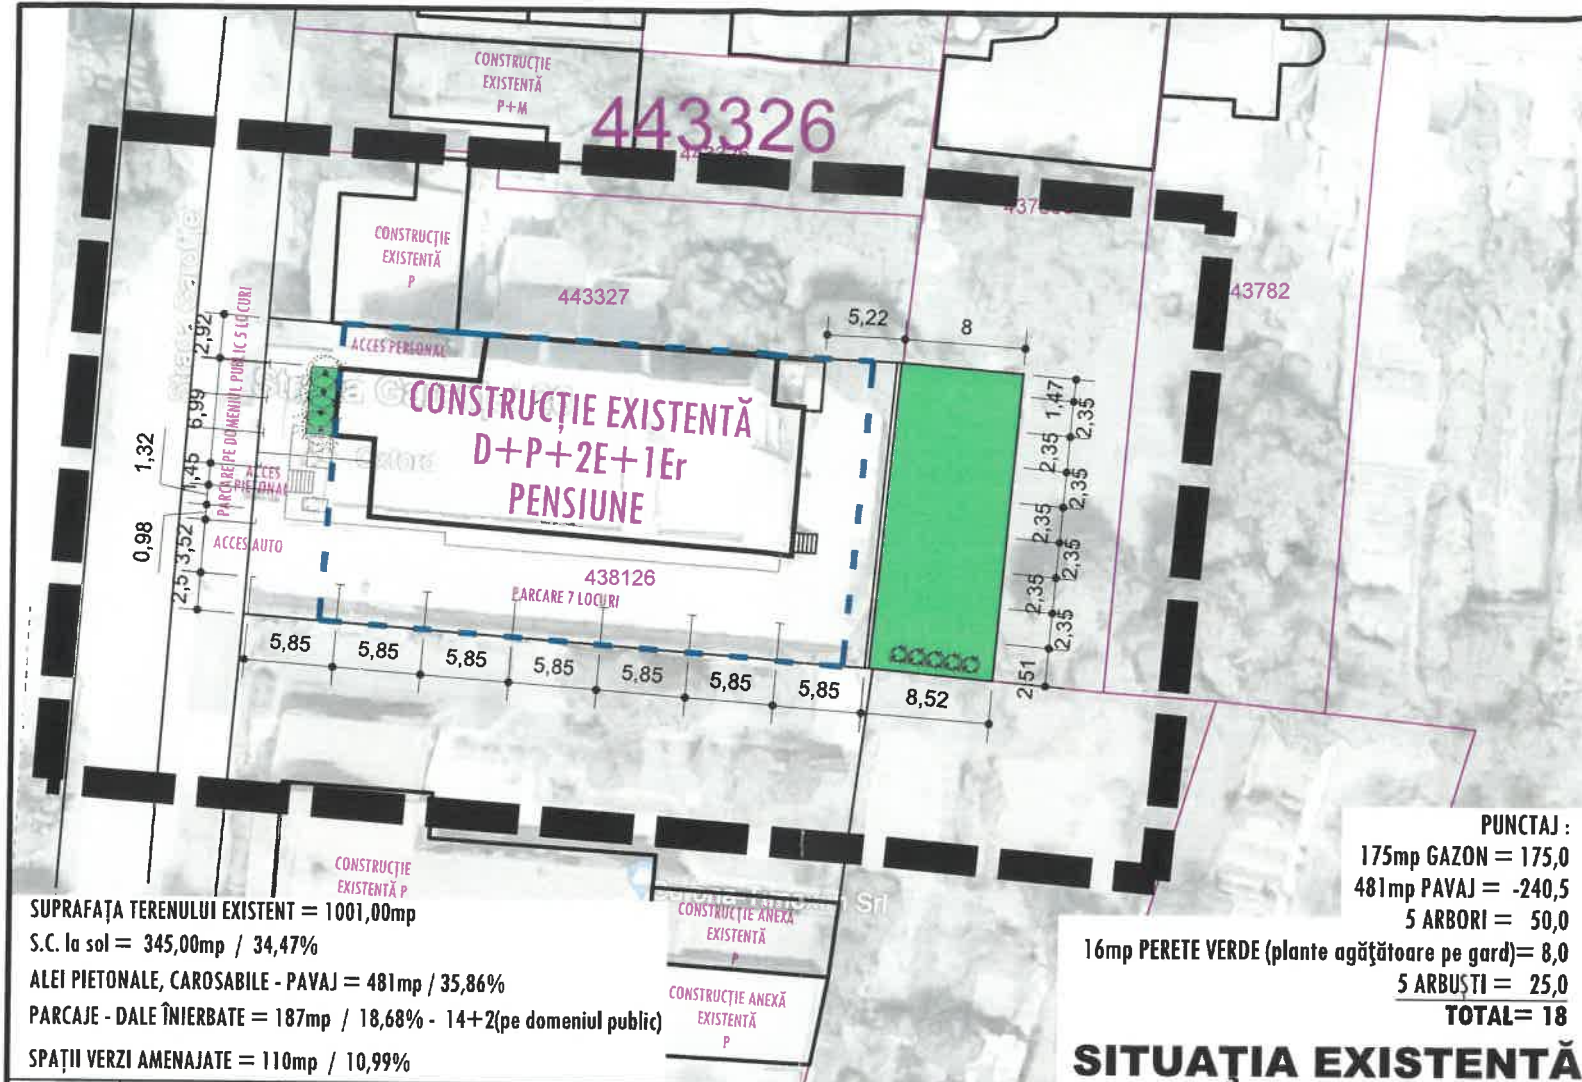 CONSTRUCȚIE
EXISTENTĂ
P+M
443326
CONSTRUCȚIE
EXISTENTĂ
P
443327
43782
5,22
8
ACCES PERSONAL
PARCARE PE DOMENIUL PUBLIC 5 LOCURI
2,92
6,99
1,45
1,32
0,98
3,52
2,5
ACCES
PIETONAL
ACCES AUTO
CONSTRUCȚIE EXISTENTĂ
D+P+2E+1Er
PENSIUNE
438126
PARCARE 7 LOCURI
1,47
2,35
2,35
2,35
2,35
2,35
2,35
2,35
2,51
5,85
5,85
5,85
5,85
5,85
5,85
5,85
8,52
CONSTRUCȚIE
EXISTENTĂ P
CONSTRUCȚIE ANEXĂ
EXISTENTĂ
P
CONSTRUCȚIE ANEXĂ
EXISTENTĂ
P
SUPRAFAȚA TERENULUI EXISTENT = 1001,00mp
S.C. la sol = 345,00mp / 34,47%
ALEI PIETONALE, CAROSABILE - PAVAJ = 481mp / 35,86%
PARCAJE - DALE ÎNIERBATE = 187mp / 18,68% - 14+2(pe domeniul public)
SPAȚII VERZI AMENAJATE = 110mp / 10,99%
PUNCTAJ :
175mp GAZON = 175,0
481mp PAVAJ = -240,5
5 ARBORI = 50,0
16mp PERETE VERDE (plante agățătoare pe gard)= 8,0
5 ARBUȘTI = 25,0
TOTAL= 18
SITUAȚIA EXISTENTĂ